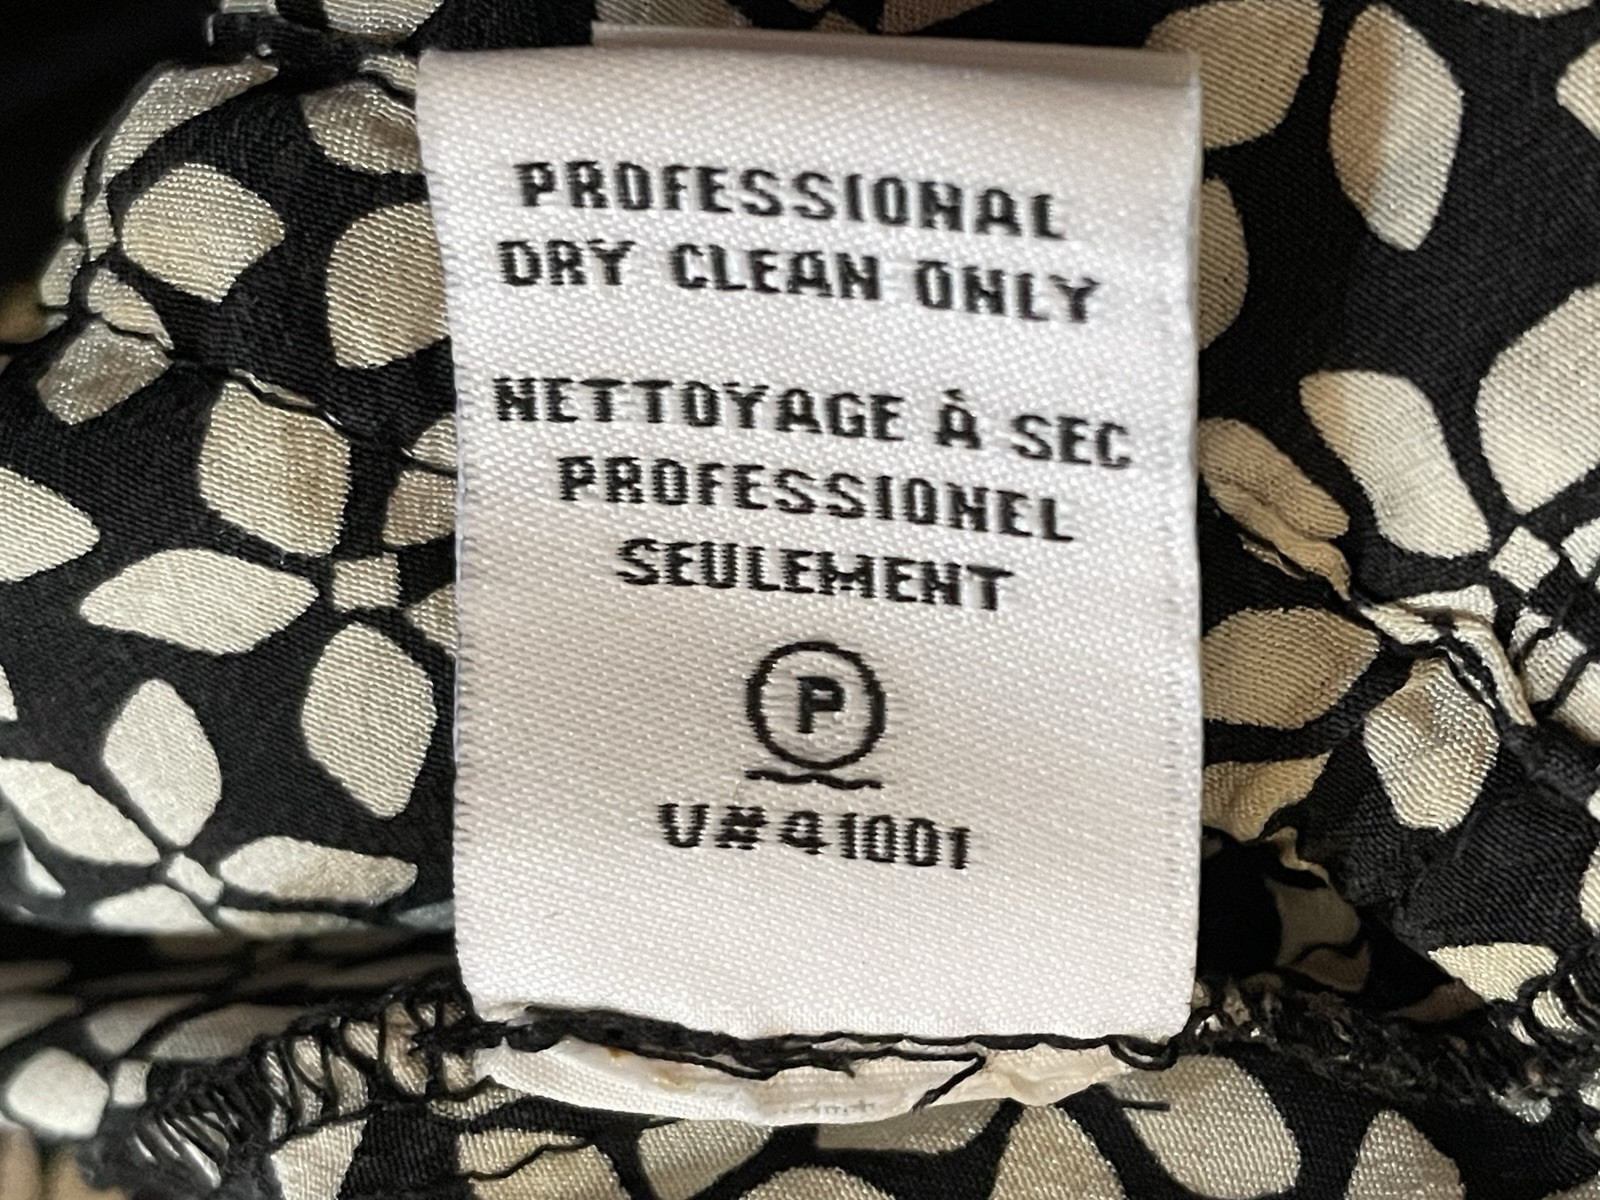 PROFESSIONAL
DRY CLEAN ONLY
NETTOYAGE À SEC
PROFESSIONEL
SEULEMENT
P
U#41001